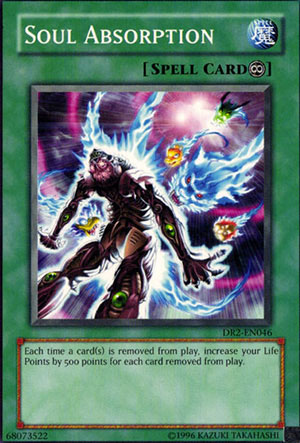 SOUL ABSORPTION
SPELL
魔
[SPELL CARD∞]
DR2-EN046
Each time a card(s) is removed from play, increase your Life
Points by 500 points for each card removed from play.
68073522
©1996 KAZUKI TAKAHASHI